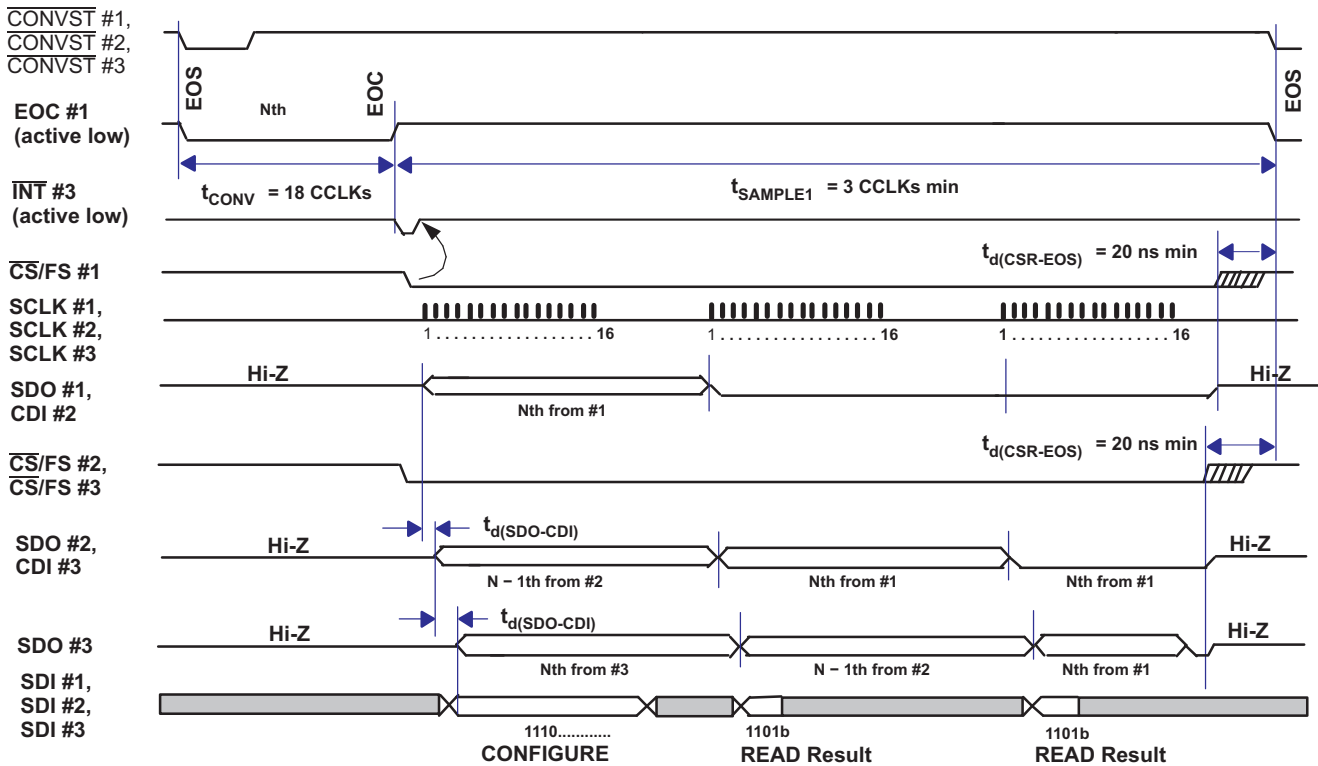 CONVST #1,
CONVST #2,
CONVST #3
EOS
EOC
EOS
EOC #1
(active low)
Nth
tCONV = 18 CCLKs
tSAMPLE1 = 3 CCLKs min
INT #3
(active low)
td(CSR-EOS) = 20 ns min
CS/FS #1
SCLK #1,
SCLK #2,
SCLK #3
1 . . . . . . . . . . . . . . . . . . 16
1 . . . . . . . . . . . . . . . . . . 16
1 . . . . . . . . . . . . . . . . . . 16
Hi-Z
Hi-Z
SDO #1,
CDI #2
Nth from #1
td(CSR-EOS) = 20 ns min
CS/FS #2,
CS/FS #3
td(SDO-CDI)
SDO #2,
CDI #3
Hi-Z
Hi-Z
N − 1th from #2
Nth from #1
Nth from #1
td(SDO-CDI)
Hi-Z
Hi-Z
SDO #3
Nth from #3
N − 1th from #2
Nth from #1
SDI #1,
SDI #2,
SDI #3
1110............
1101b
1101b
CONFIGURE
READ Result
READ Result